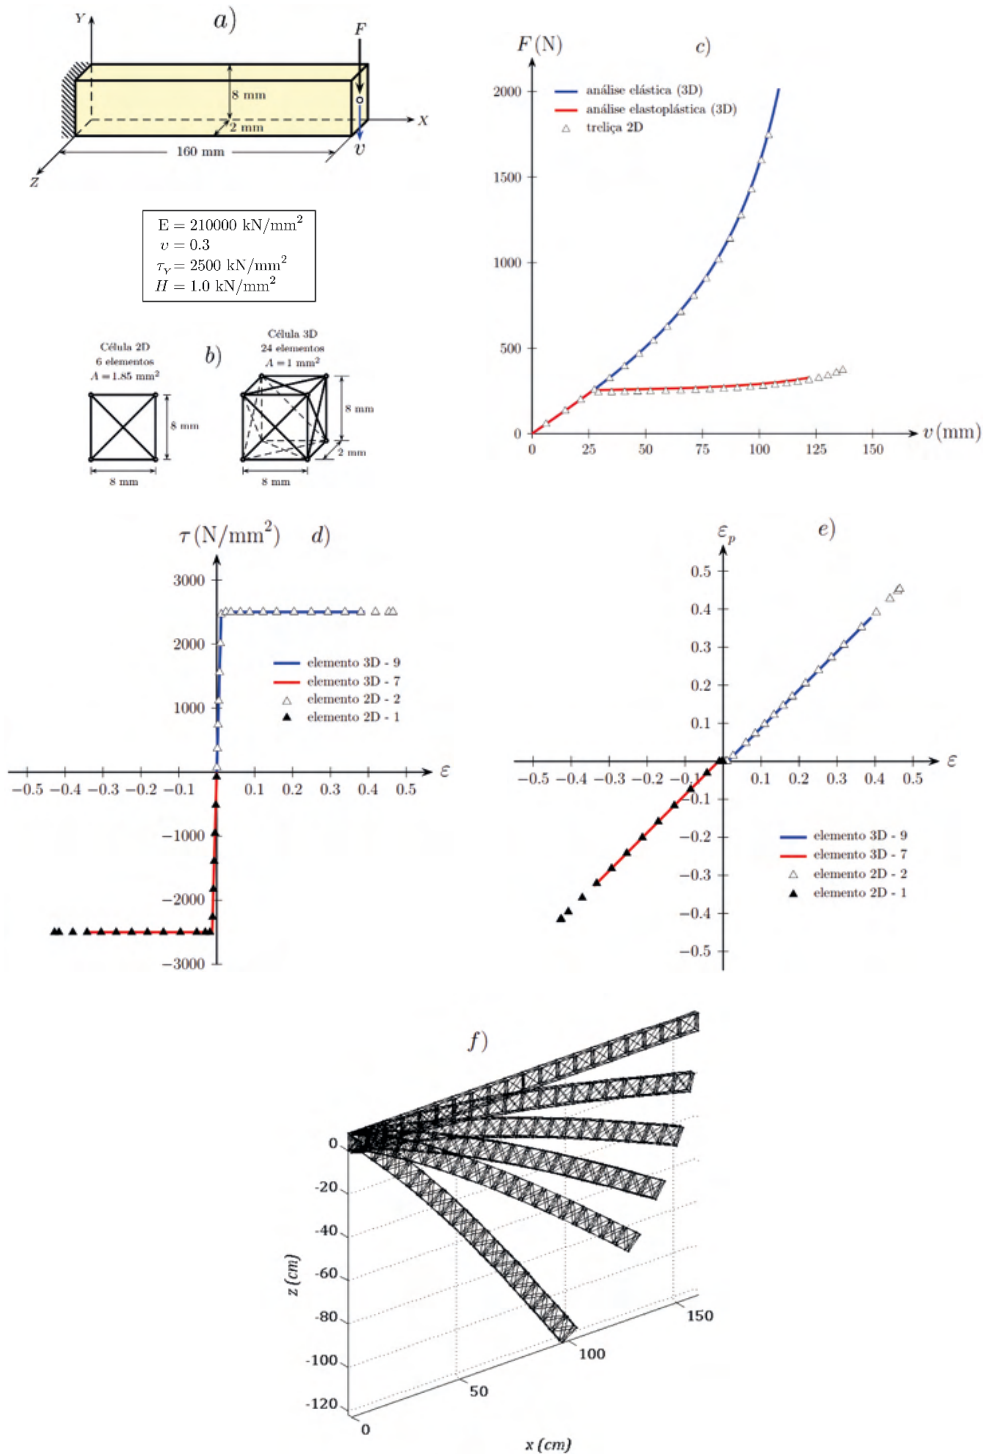 a)
Y
F
8 mm
2 mm
X
v
160 mm
Z
E = 210000 kN/mm²
υ = 0.3
τ_Y = 2500 kN/mm²
H = 1.0 kN/mm²
b)
Célula 2D
6 elementos
A = 1.85 mm²
8 mm
8 mm
Célula 3D
24 elementos
A = 1 mm²
8 mm
2 mm
8 mm
c)
F (N)
análise elástica (3D)
análise elastoplástica (3D)
treliça 2D
2000
1500
1000
500
0
0 25 50 75 100 125 150
v (mm)
d)
τ (N/mm²)
3000
2000
1000
elemento 3D - 9
elemento 3D - 7
elemento 2D - 2
elemento 2D - 1
−0.5 −0.4 −0.3 −0.2 −0.1 0.1 0.2 0.3 0.4 0.5
ε
−1000
−2000
−3000
e)
ε_p
0.5
0.4
0.3
0.2
0.1
−0.5 −0.4 −0.3 −0.2 −0.1 0.1 0.2 0.3 0.4 0.5
ε
−0.1
−0.2
−0.3
−0.4
−0.5
elemento 3D - 9
elemento 3D - 7
elemento 2D - 2
elemento 2D - 1
f)
0
-20
-40
-60
-80
-100
-120
z (cm)
0
50
100
150
x (cm)